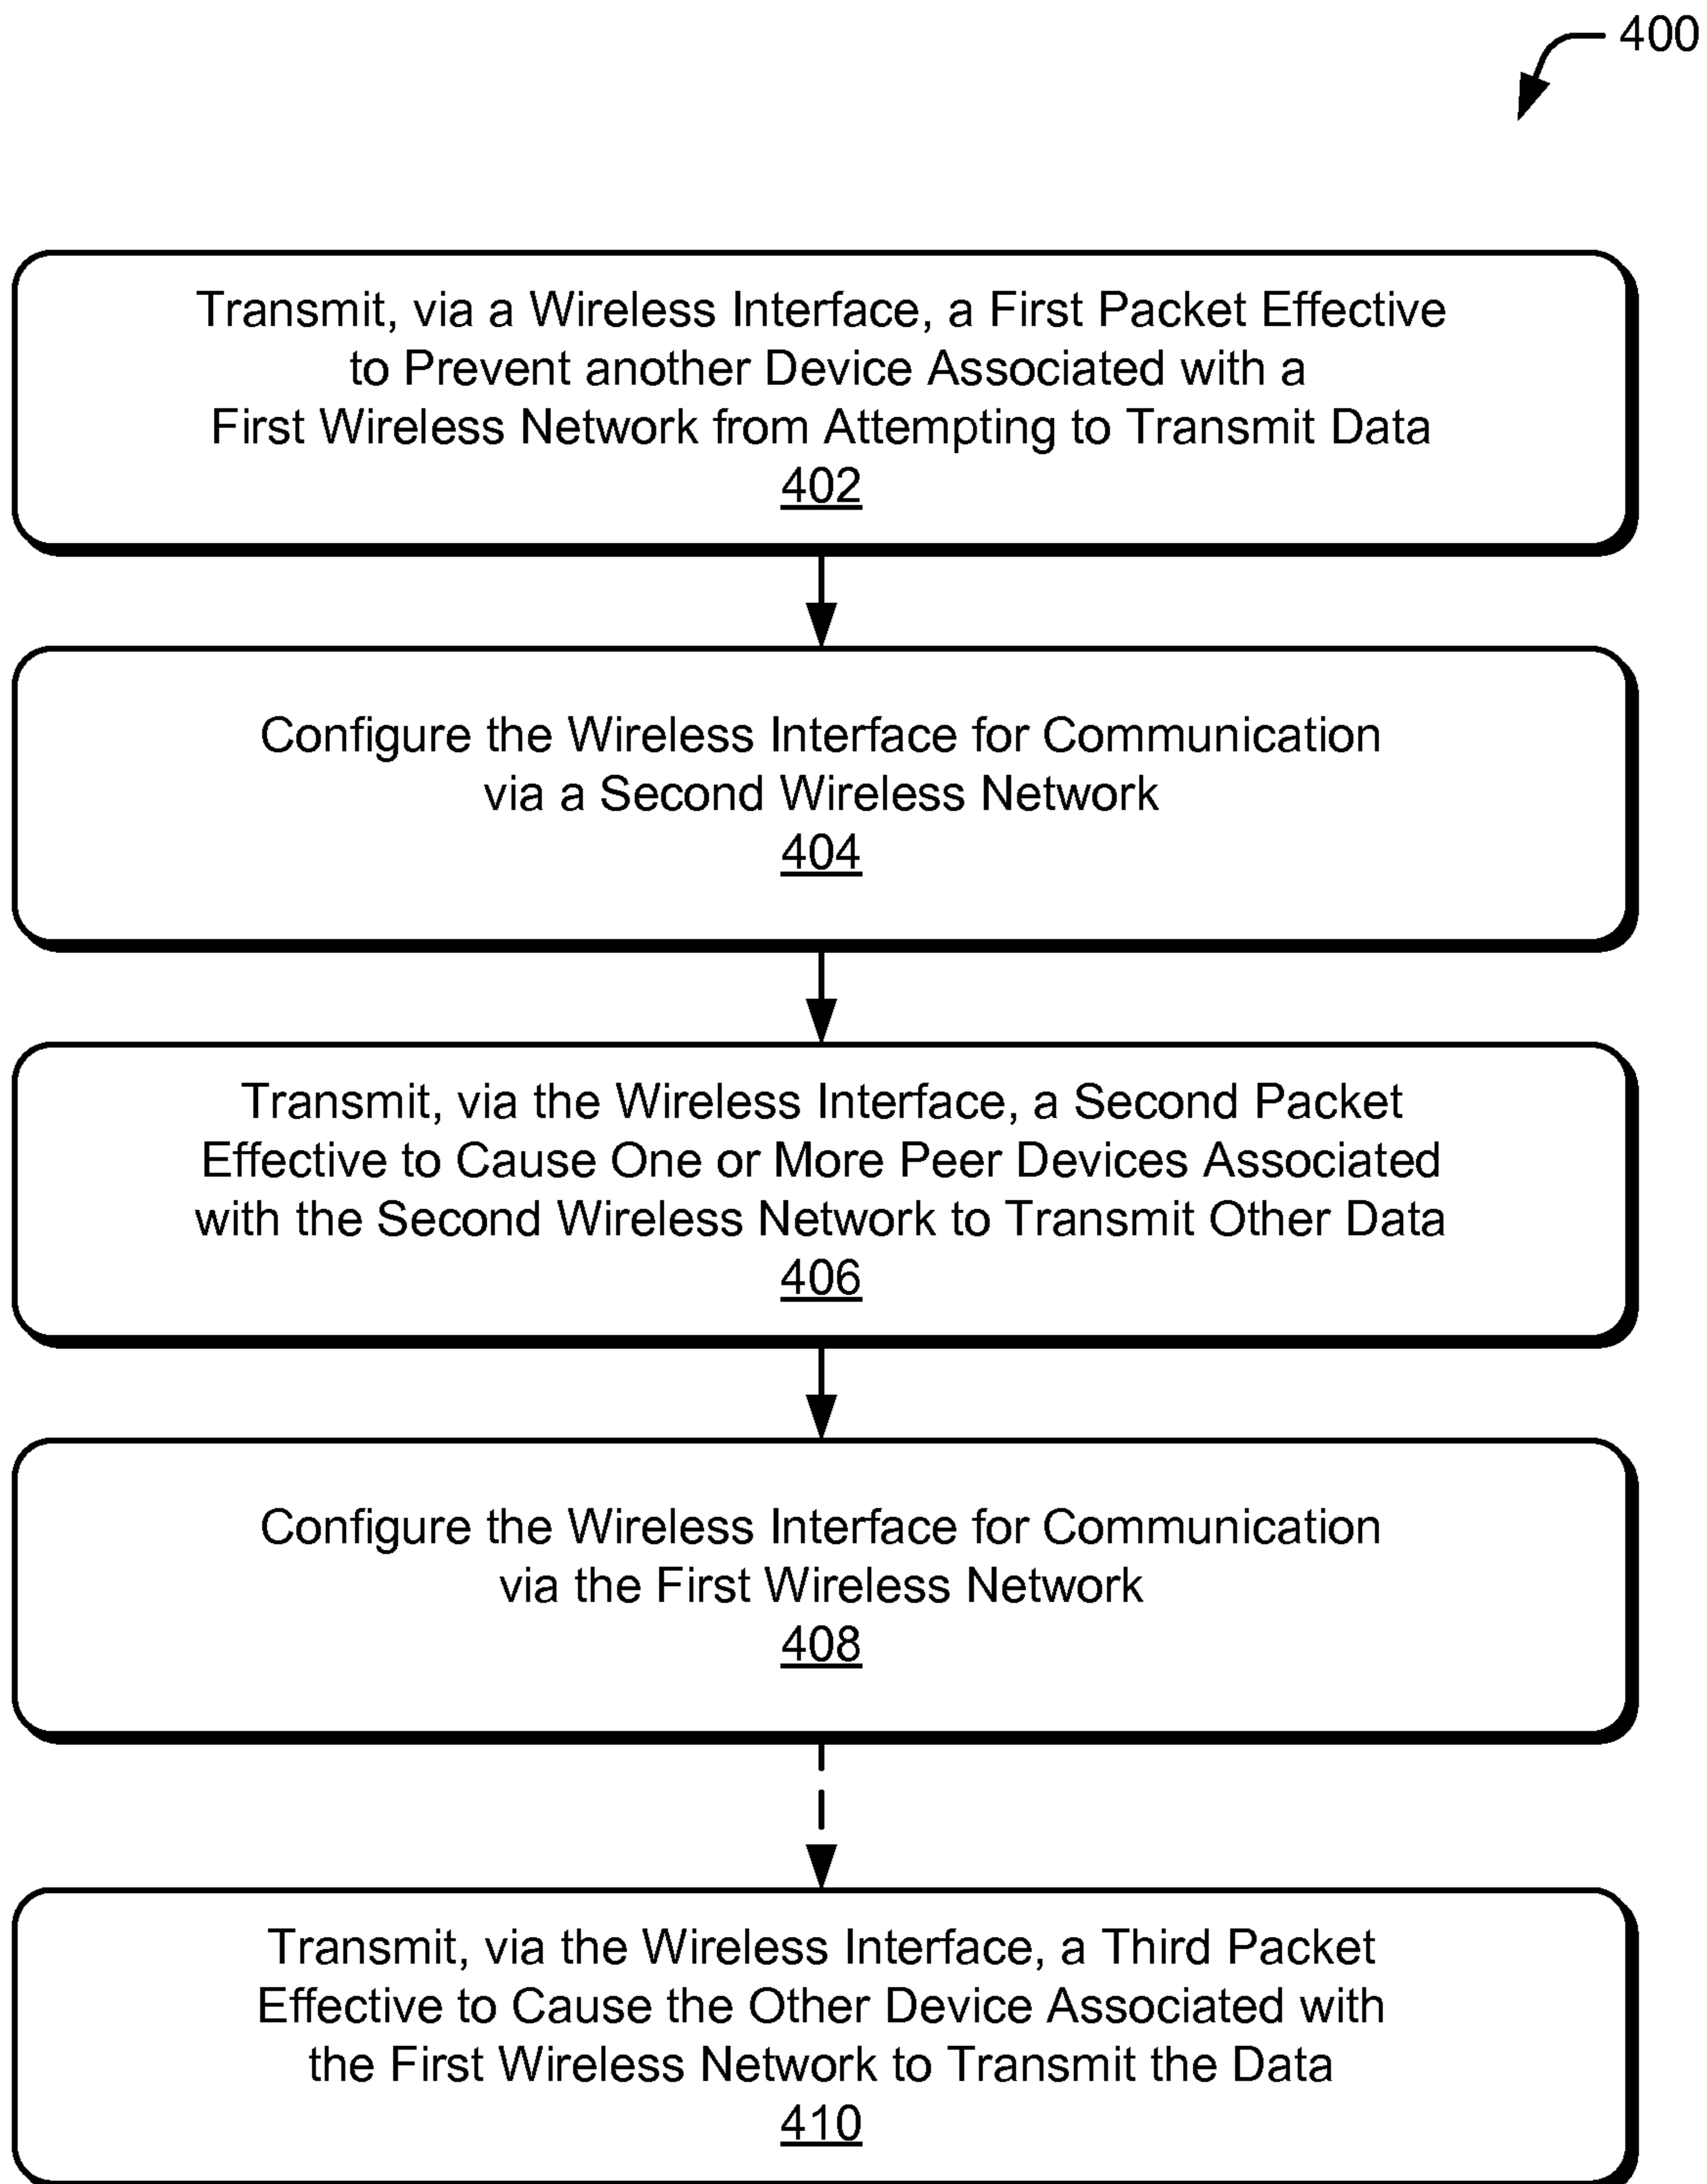 400
Transmit, via a Wireless Interface, a First Packet Effective
to Prevent another Device Associated with a
First Wireless Network from Attempting to Transmit Data
402
Configure the Wireless Interface for Communication
via a Second Wireless Network
404
Transmit, via the Wireless Interface, a Second Packet
Effective to Cause One or More Peer Devices Associated
with the Second Wireless Network to Transmit Other Data
406
Configure the Wireless Interface for Communication
via the First Wireless Network
408
Transmit, via the Wireless Interface, a Third Packet
Effective to Cause the Other Device Associated with
the First Wireless Network to Transmit the Data
410